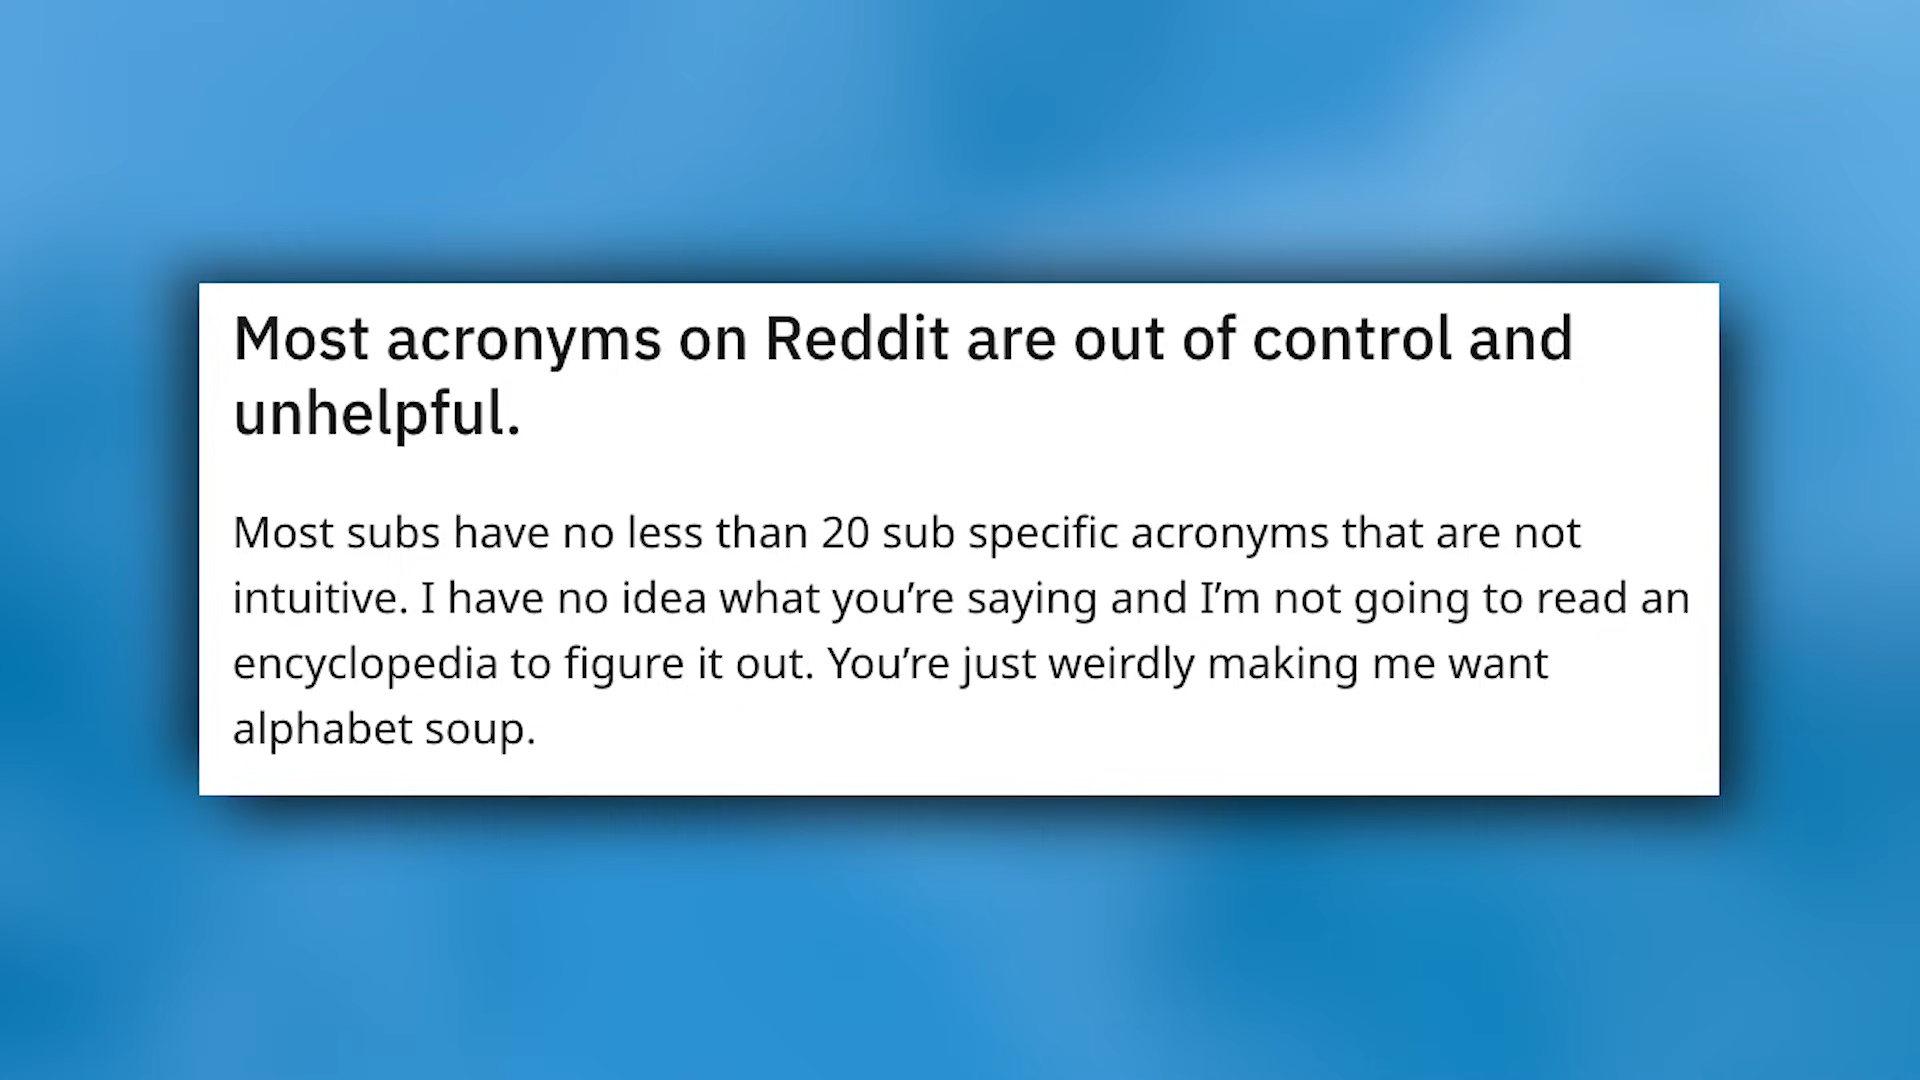 Most acronyms on Reddit are out of control and
unhelpful.
Most subs have no less than 20 sub specific acronyms that are not
intuitive. I have no idea what you’re saying and I’m not going to read an
encyclopedia to figure it out. You’re just weirdly making me want
alphabet soup.